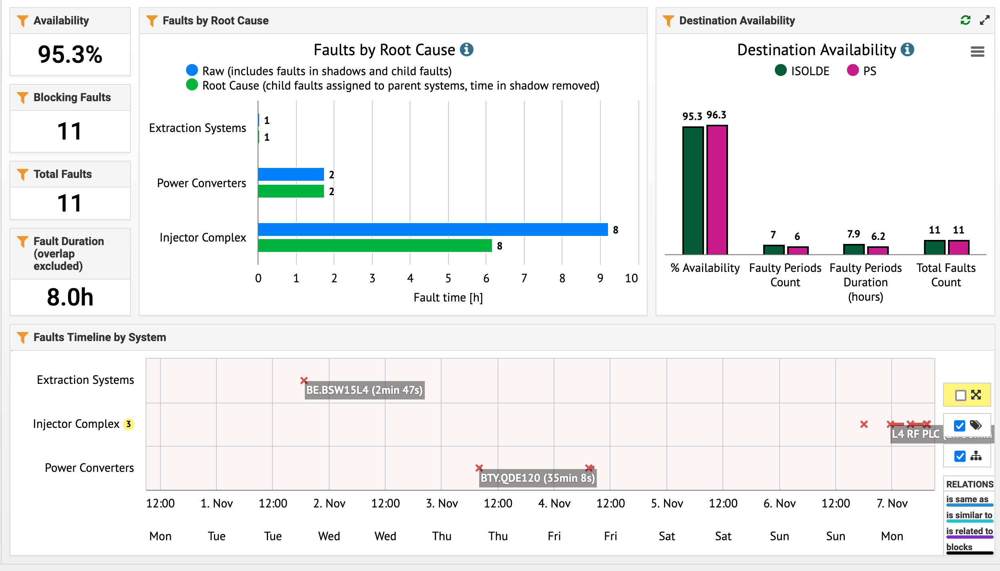 Availability
95.3%
Blocking Faults
11
Total Faults
11
Fault Duration
(overlap
excluded)
8.0h
Faults by Root Cause
Faults by Root Cause
Raw (includes faults in shadows and child faults)
Root Cause (child faults assigned to parent systems, time in shadow removed)
Extraction Systems
1
1
Power Converters
2
2
Injector Complex
8
8
0 1 2 3 4 5 6 7 8 9 10
Fault time [h]
Destination Availability
Destination Availability
ISOLDE PS
95.3 96.3
7 6
7.9 6.2
11 11
% Availability Faulty Periods Faulty Periods Total Faults
Count Duration Count
(hours)
Faults Timeline by System
Extraction Systems
BE.BSW15L4 (2min 47s)
Injector Complex 3
L4 RF PLC
Power Converters
BTY.QDE120 (35min 8s)
12:00 1. Nov 12:00 2. Nov 12:00 3. Nov 12:00 4. Nov 12:00 5. Nov 12:00 6. Nov 12:00 7. Nov
Mon Tue Tue Wed Wed Thu Thu Fri Fri Sat Sat Sun Sun Mon
RELATIONS
is same as
is similar to
is related to
blocks